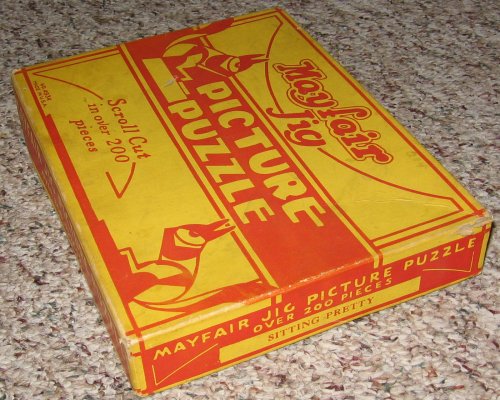 Mayfair
jig
PICTURE
PUZZLE
Scroll Cut
in over 200
pieces
MAYFAIR JIG PICTURE PUZZLE
OVER 200 PIECES
SITTING PRETTY